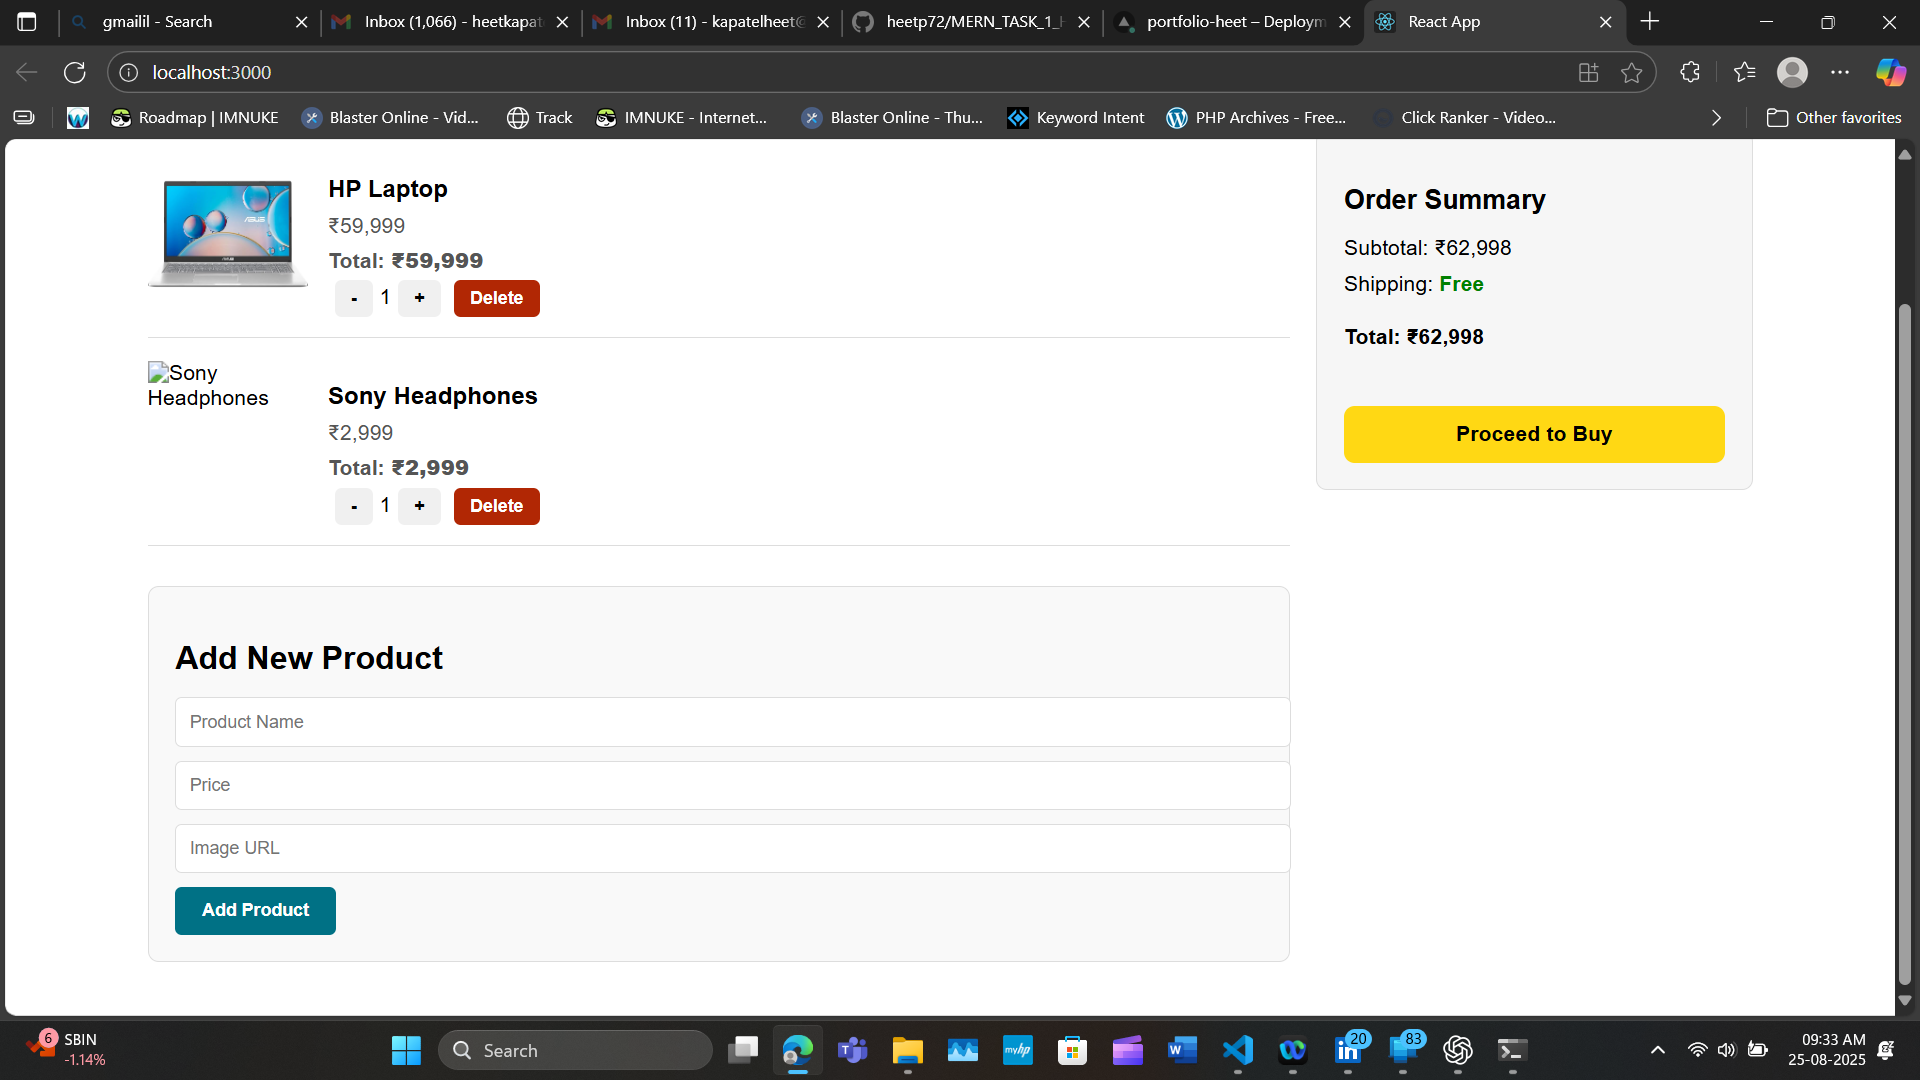 gmailil - Search
Inbox (1,066) - heetkapat
Inbox (11) - kapatelheet@
heetp72/MERN_TASK_1_H
portfolio-heet – Deploym
React App
localhost:3000
Roadmap | IMNUKE
Blaster Online - Vid...
Track
IMNUKE - Internet...
Blaster Online - Thu...
Keyword Intent
PHP Archives - Free...
Click Ranker - Video...
Other favorites
HP Laptop
₹59,999
Total: ₹59,999
- 1 + Delete
Sony
Headphones
Sony Headphones
₹2,999
Total: ₹2,999
- 1 + Delete
Order Summary
Subtotal: ₹62,998
Shipping: Free
Total: ₹62,998
Proceed to Buy
Add New Product
Product Name
Price
Image URL
Add Product
6
SBIN
-1.14%
Search
myhp
20
83
09:33 AM
25-08-2025